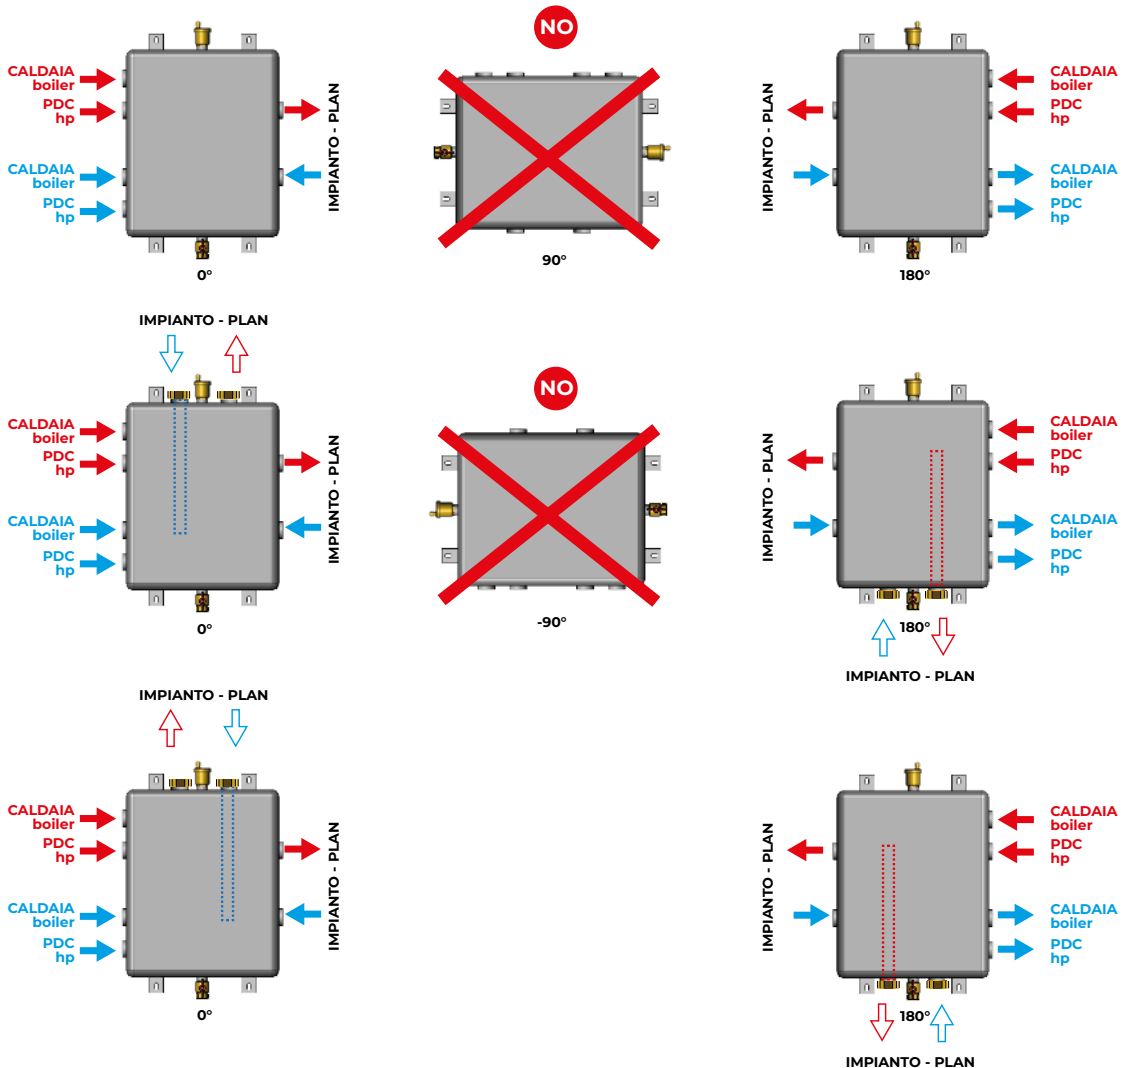 NO
CALDAIA
boiler
PDC
hp
CALDAIA
boiler
PDC
hp
IMPIANTO - PLAN
0°
90°
IMPIANTO - PLAN
CALDAIA
boiler
PDC
hp
CALDAIA
boiler
PDC
hp
180°
IMPIANTO - PLAN
CALDAIA
boiler
PDC
hp
CALDAIA
boiler
PDC
hp
IMPIANTO - PLAN
0°
NO
-90°
IMPIANTO - PLAN
CALDAIA
boiler
PDC
hp
CALDAIA
boiler
PDC
hp
180°
IMPIANTO - PLAN
IMPIANTO - PLAN
CALDAIA
boiler
PDC
hp
CALDAIA
boiler
PDC
hp
IMPIANTO - PLAN
0°
IMPIANTO - PLAN
CALDAIA
boiler
PDC
hp
CALDAIA
boiler
PDC
hp
180°
IMPIANTO - PLAN